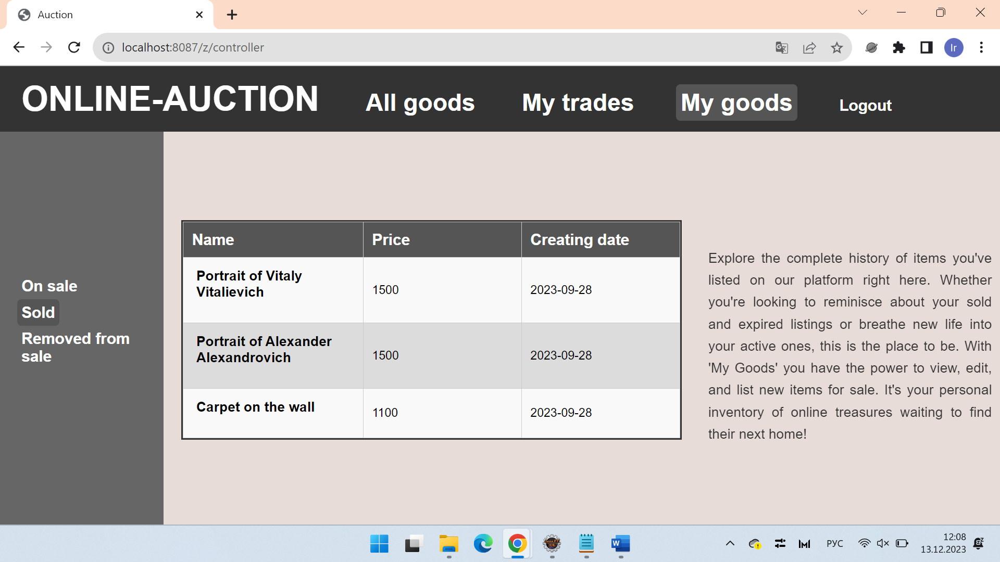 Auction
localhost:8087/z/controller
Ir
ONLINE-AUCTION
All goods
My trades
My goods
Logout
On sale
Sold
Removed from
sale
Name
Price
Creating date
Portrait of Vitaly
Vitalievich
1500
2023-09-28
Portrait of Alexander
Alexandrovich
1500
2023-09-28
Carpet on the wall
1100
2023-09-28
Explore the complete history of items you've
listed on our platform right here. Whether
you're looking to reminisce about your sold
and expired listings or breathe new life into
your active ones, this is the place to be. With
'My Goods' you have the power to view, edit,
and list new items for sale. It's your personal
inventory of online treasures waiting to find
their next home!
Java EE
IDE
W
РУС
12:08
13.12.2023